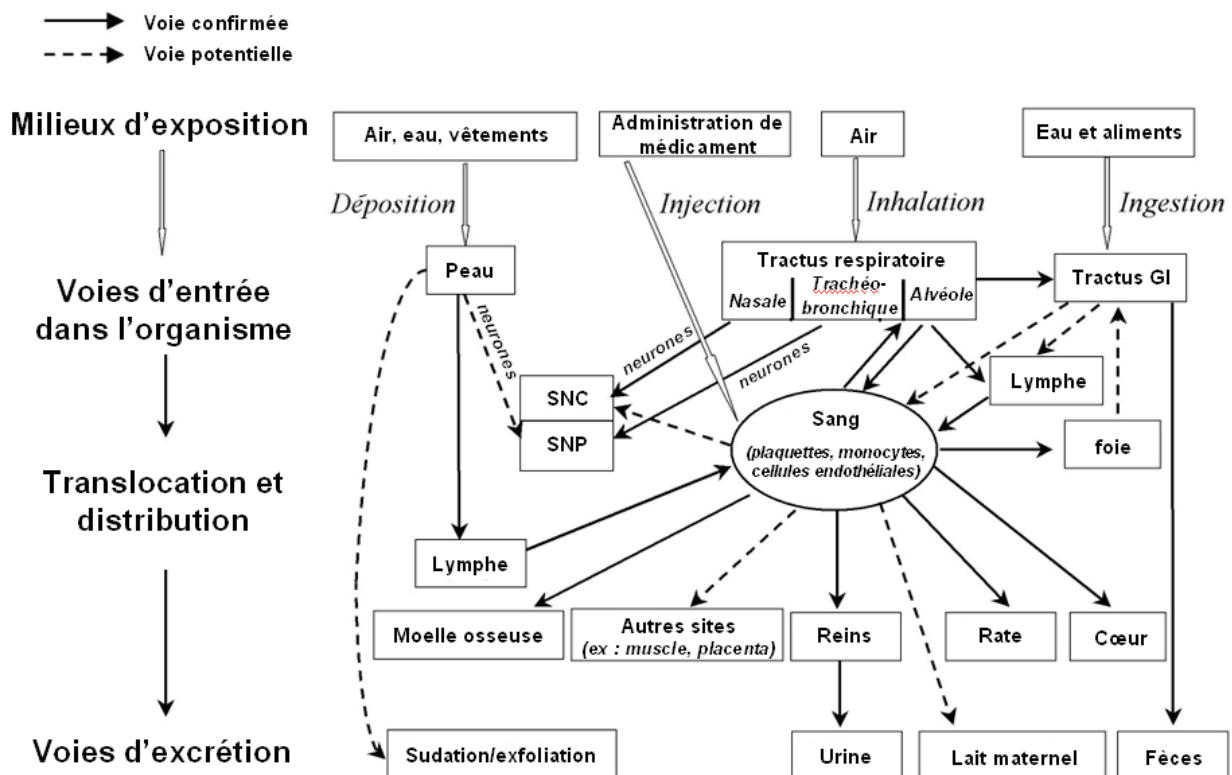 Voie confirmée
Voie potentielle
Milieux d’exposition
Air, eau, vêtements
Administration de
médicament
Air
Eau et aliments
Déposition
Injection
Inhalation
Ingestion
Voies d’entrée
dans l’organisme
Peau
Tractus respiratoire
Nasale
Trachéo-
bronchique
Alvéole
Tractus GI
neurones
neurones
neurones
SNC
SNP
Sang
(plaquettes, monocytes,
cellules endothéliales)
Lymphe
foie
Translocation et
distribution
Lymphe
Moelle osseuse
Autres sites
(ex : muscle, placenta)
Reins
Rate
Cœur
Voies d’excrétion
Sudation/exfoliation
Urine
Lait maternel
Fèces